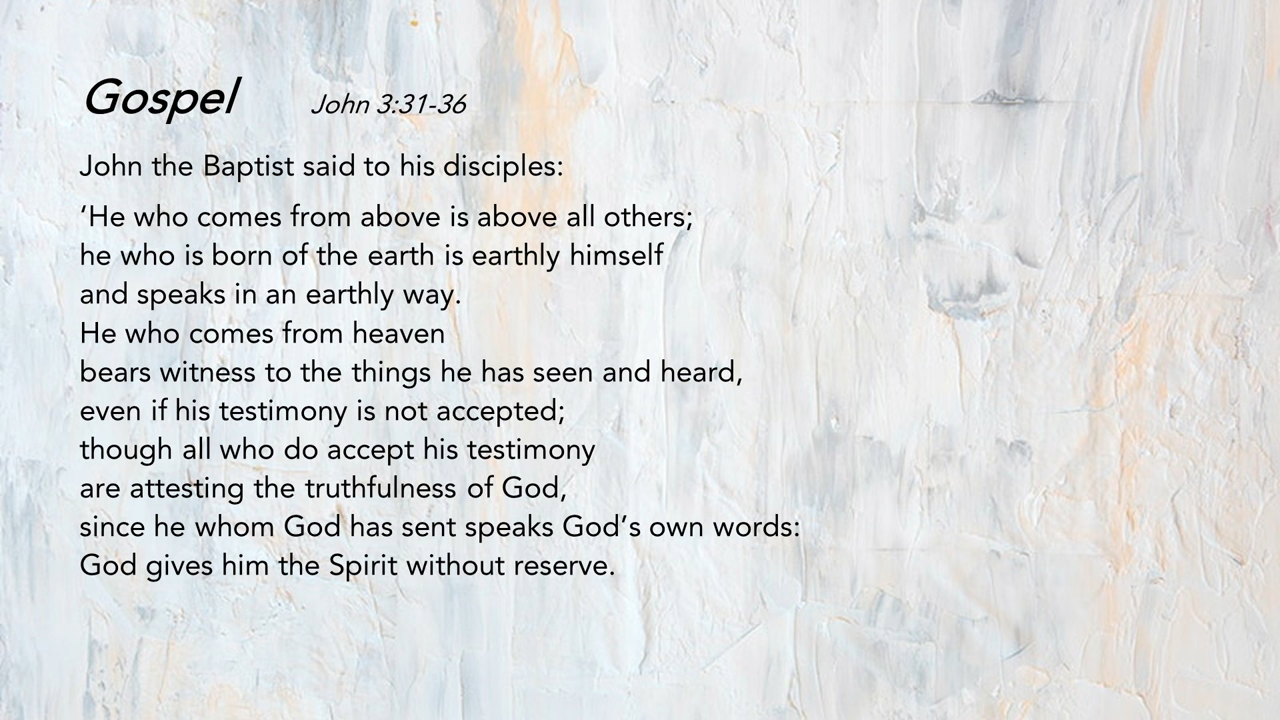 Gospel John 3:31-36
John the Baptist said to his disciples:
‘He who comes from above is above all others;
he who is born of the earth is earthly himself
and speaks in an earthly way.
He who comes from heaven
bears witness to the things he has seen and heard,
even if his testimony is not accepted;
though all who do accept his testimony
are attesting the truthfulness of God,
since he whom God has sent speaks God’s own words:
God gives him the Spirit without reserve.